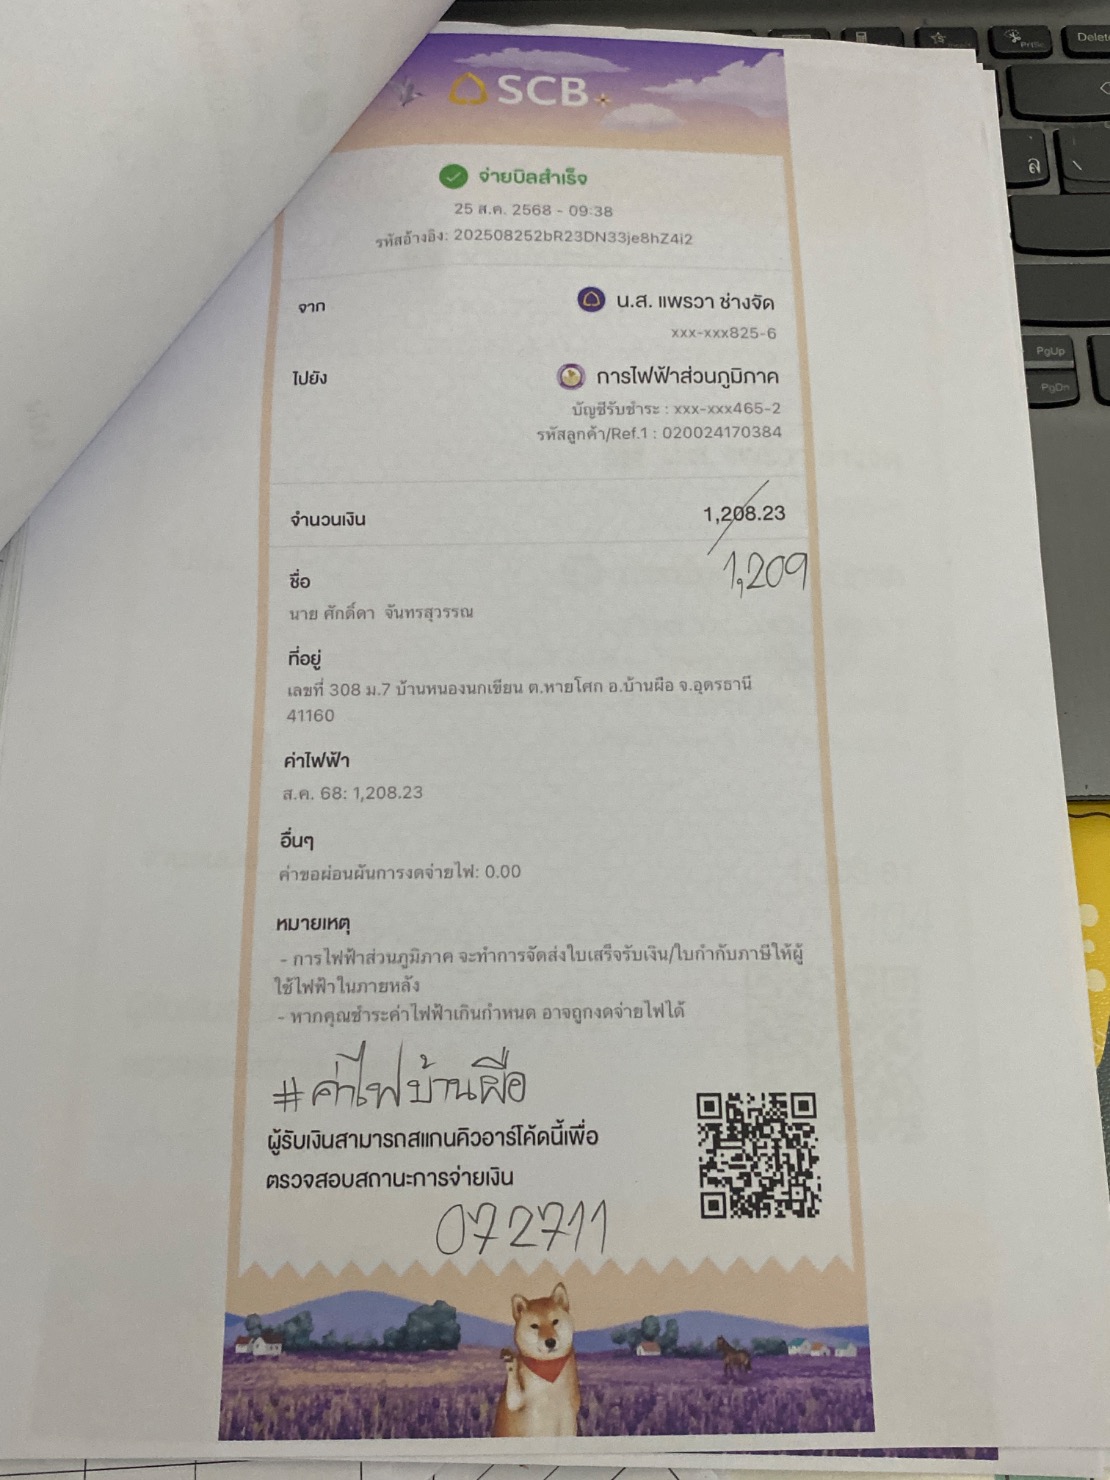 SCB
จ่ายบิลสำเร็จ
25 ส.ค. 2568 - 09:38
รหัสอ้างอิง: 202508252bR23DN33je8hZ4i2
จาก
น.ส. แพรวา ช่างจัด
xxx-xxx825-6
ไปยัง
การไฟฟ้าส่วนภูมิภาค
บัญชีรับชำระ : xxx-xxx465-2
รหัสลูกค้า/Ref.1 : 020024170384
จำนวนเงิน 1,208.23
1,209
ชื่อ
นาย ศักดิ์ดา จันทรสุวรรณ
ที่อยู่
เลขที่ 308 ม.7 บ้านหนองนกเขียน ต.หายโศก อ.บ้านผือ จ.อุดรธานี
41160
ค่าไฟฟ้า
ส.ค. 68: 1,208.23
อื่นๆ
ค่าขอผ่อนผันการงดจ่ายไฟ: 0.00
หมายเหตุ
- การไฟฟ้าส่วนภูมิภาค จะทำการจัดส่งใบเสร็จรับเงิน/ใบกำกับภาษีให้ผู้
ใช้ไฟฟ้าในภายหลัง
- หากคุณชำระค่าไฟฟ้าเกินกำหนด อาจถูกงดจ่ายไฟได้
#ค่าไฟบ้านผือ
ผู้รับเงินสามารถสแกนคิวอาร์โค้ดนี้เพื่อ
ตรวจสอบสถานะการจ่ายเงิน
072711
Delete
ล
PgUp
PgDn